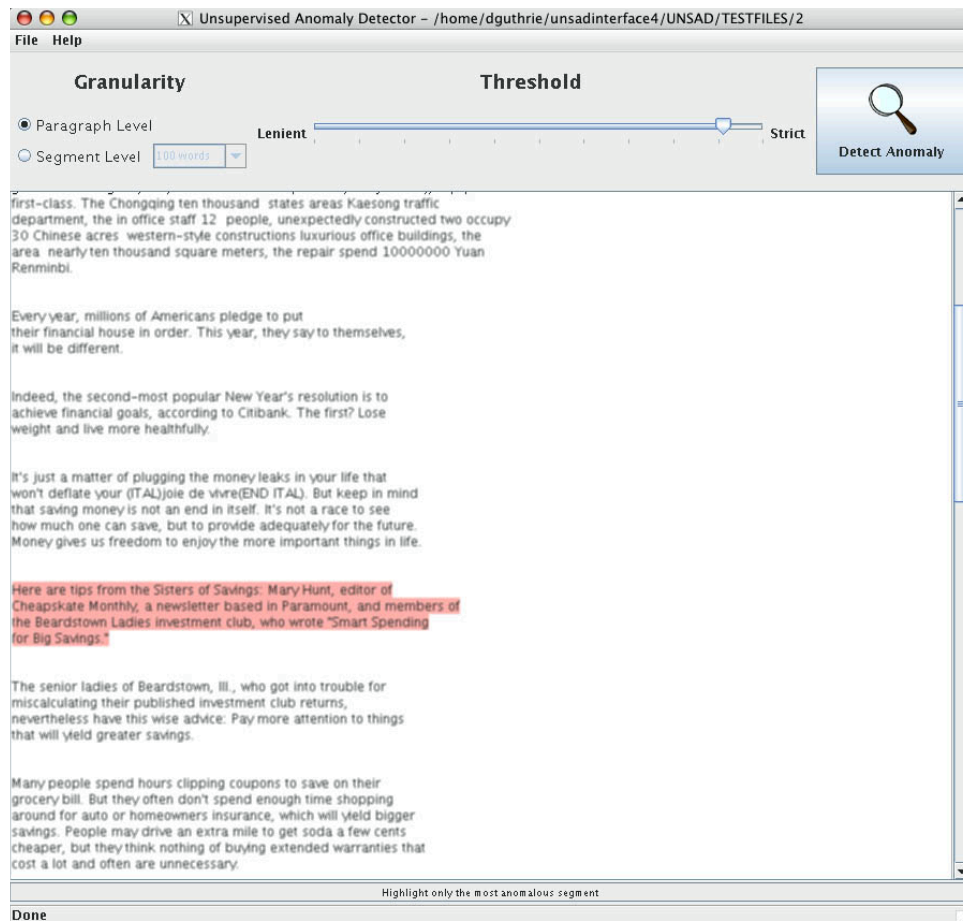 Unsupervised Anomaly Detector – /home/dguthrie/unsadinterface4/UNSAD/TESTFILES/2
File Help
Granularity
Threshold
Paragraph Level
Segment Level 100 words
Lenient
Strict
Detect Anomaly
first-class. The Chongqing ten thousand states areas Kaesong traffic
department, the in office staff 12 people, unexpectedly constructed two occupy
30 Chinese acres western-style constructions luxurious office buildings, the
area nearly ten thousand square meters, the repair spend 10000000 Yuan
Renminbi.
Every year, millions of Americans pledge to put
their financial house in order. This year, they say to themselves,
it will be different.
Indeed, the second-most popular New Year's resolution is to
achieve financial goals, according to Citibank. The first? Lose
weight and live more healthfully.
It's just a matter of plugging the money leaks in your life that
won't deflate your (ITAL)joie de vivre(END ITAL). But keep in mind
that saving money is not an end in itself. It's not a race to see
how much one can save, but to provide adequately for the future.
Money gives us freedom to enjoy the more important things in life.
Here are tips from the Sisters of Savings: Mary Hunt, editor of
Cheapskate Monthly, a newsletter based in Paramount, and members of
the Beardstown Ladies investment club, who wrote "Smart Spending
for Big Savings."
The senior ladies of Beardstown, Ill., who got into trouble for
miscalculating their published investment club returns,
nevertheless have this wise advice: Pay more attention to things
that will yield greater savings.
Many people spend hours clipping coupons to save on their
grocery bill. But they often don't spend enough time shopping
around for auto or homeowners insurance, which will yield bigger
savings. People may drive an extra mile to get soda a few cents
cheaper, but they think nothing of buying extended warranties that
cost a lot and often are unnecessary.
Highlight only the most anomalous segment
Done